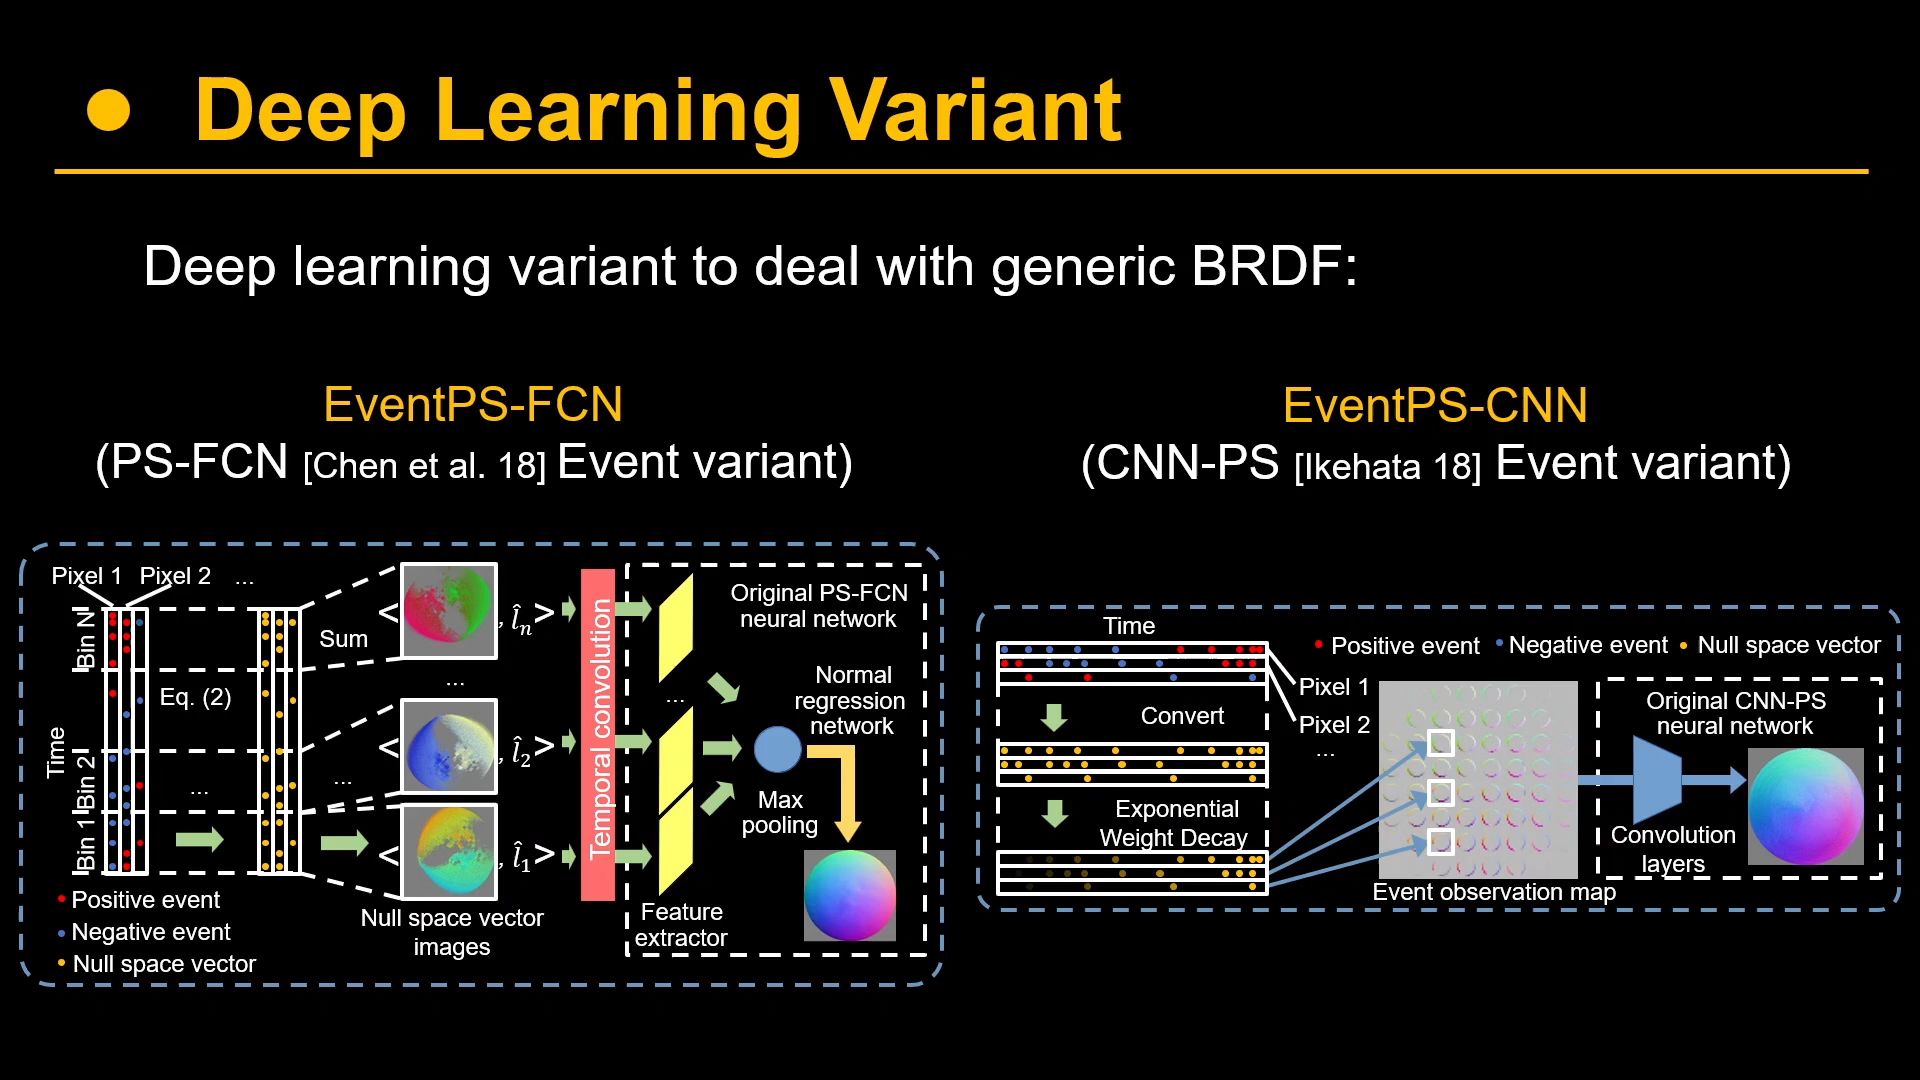 ● Deep Learning Variant
Deep learning variant to deal with generic BRDF:
EventPS-FCN
(PS-FCN [Chen et al. 18] Event variant)
Pixel 1 Pixel 2 ...
Bin N
Time
Bin 2
Bin 1
Eq. (2)
...
Sum
...
< , l̂ₙ>
...
< , l̂₂>
< , l̂₁>
Null space vector
images
Positive event
Negative event
Null space vector
Temporal convolution
Original PS-FCN
neural network
...
Normal
regression
network
Max
pooling
Feature
extractor
EventPS-CNN
(CNN-PS [Ikehata 18] Event variant)
Time
Positive event Negative event Null space vector
Pixel 1
Pixel 2
...
Convert
Exponential
Weight Decay
Event observation map
Original CNN-PS
neural network
Convolution
layers